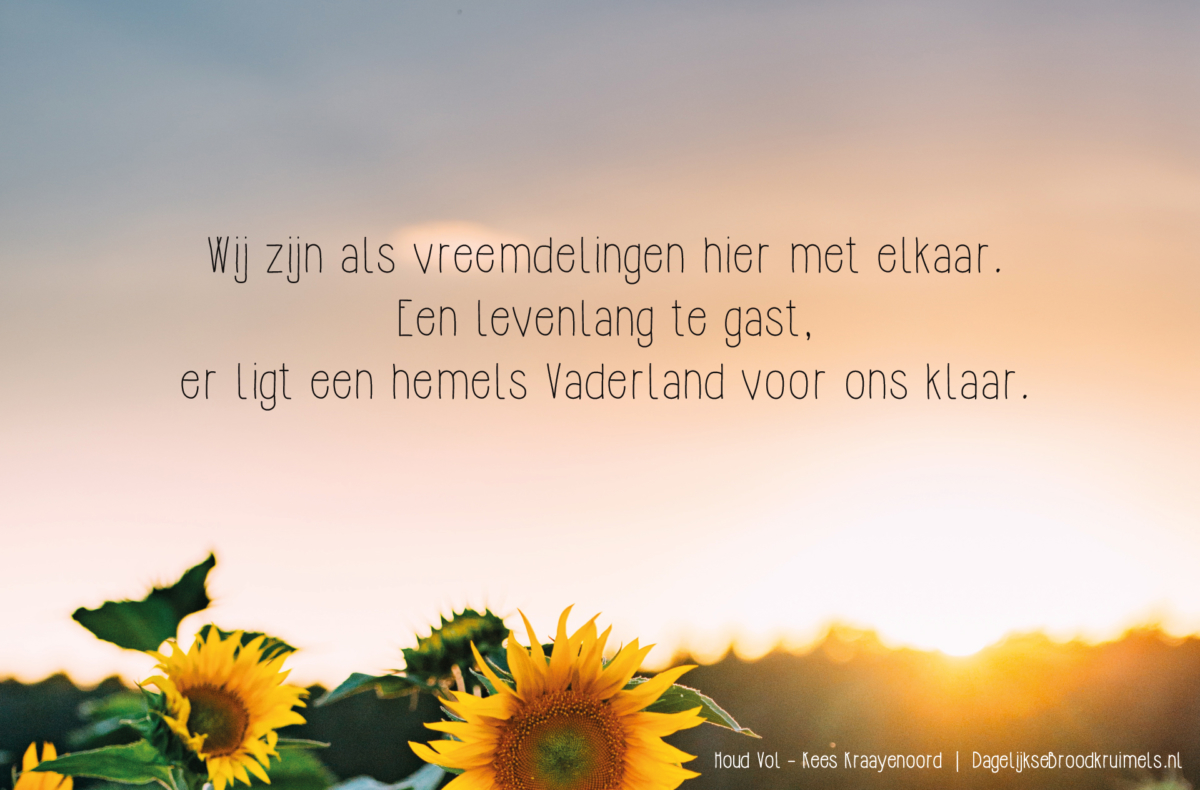 Wij zijn als vreemdelingen hier met elkaar.
Een levenlang te gast,
er ligt een hemels Vaderland voor ons klaar.
Houd Vol - Kees Kraayenoord | DagelijkseBroodkruimels.nl